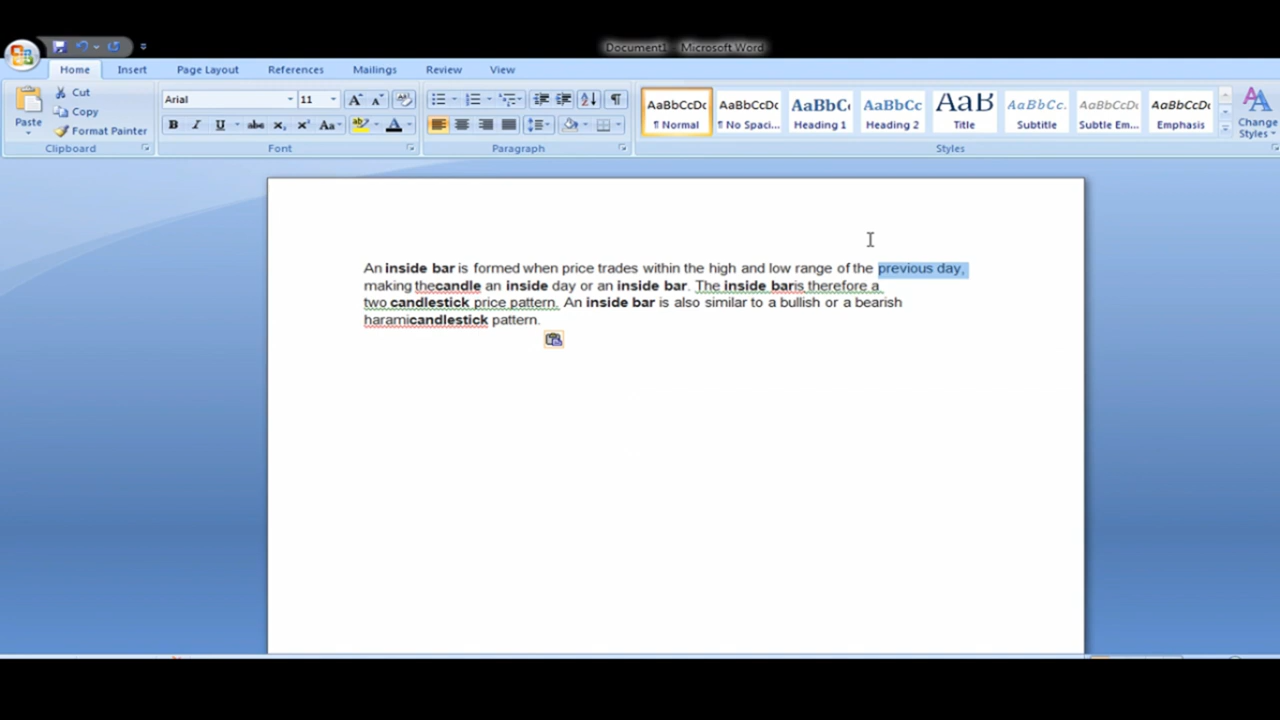 Document1 - Microsoft Word
Home Insert Page Layout References Mailings Review View
Paste
Cut
Copy
Format Painter
Clipboard
Arial 11
Font
Paragraph
AaBbCcDc AaBbCcDc AaBbC AaBbCc AaB AaBbCc. AaBbCcDc AaBbCcDc
¶ Normal ¶ No Spaci... Heading 1 Heading 2 Title Subtitle Subtle Em... Emphasis
Change Styles
Styles
An inside bar is formed when price trades within the high and low range of the previous day,
making thecandle an inside day or an inside bar. The inside baris therefore a
two candlestick price pattern. An inside bar is also similar to a bullish or a bearish
haramicandlestick pattern.